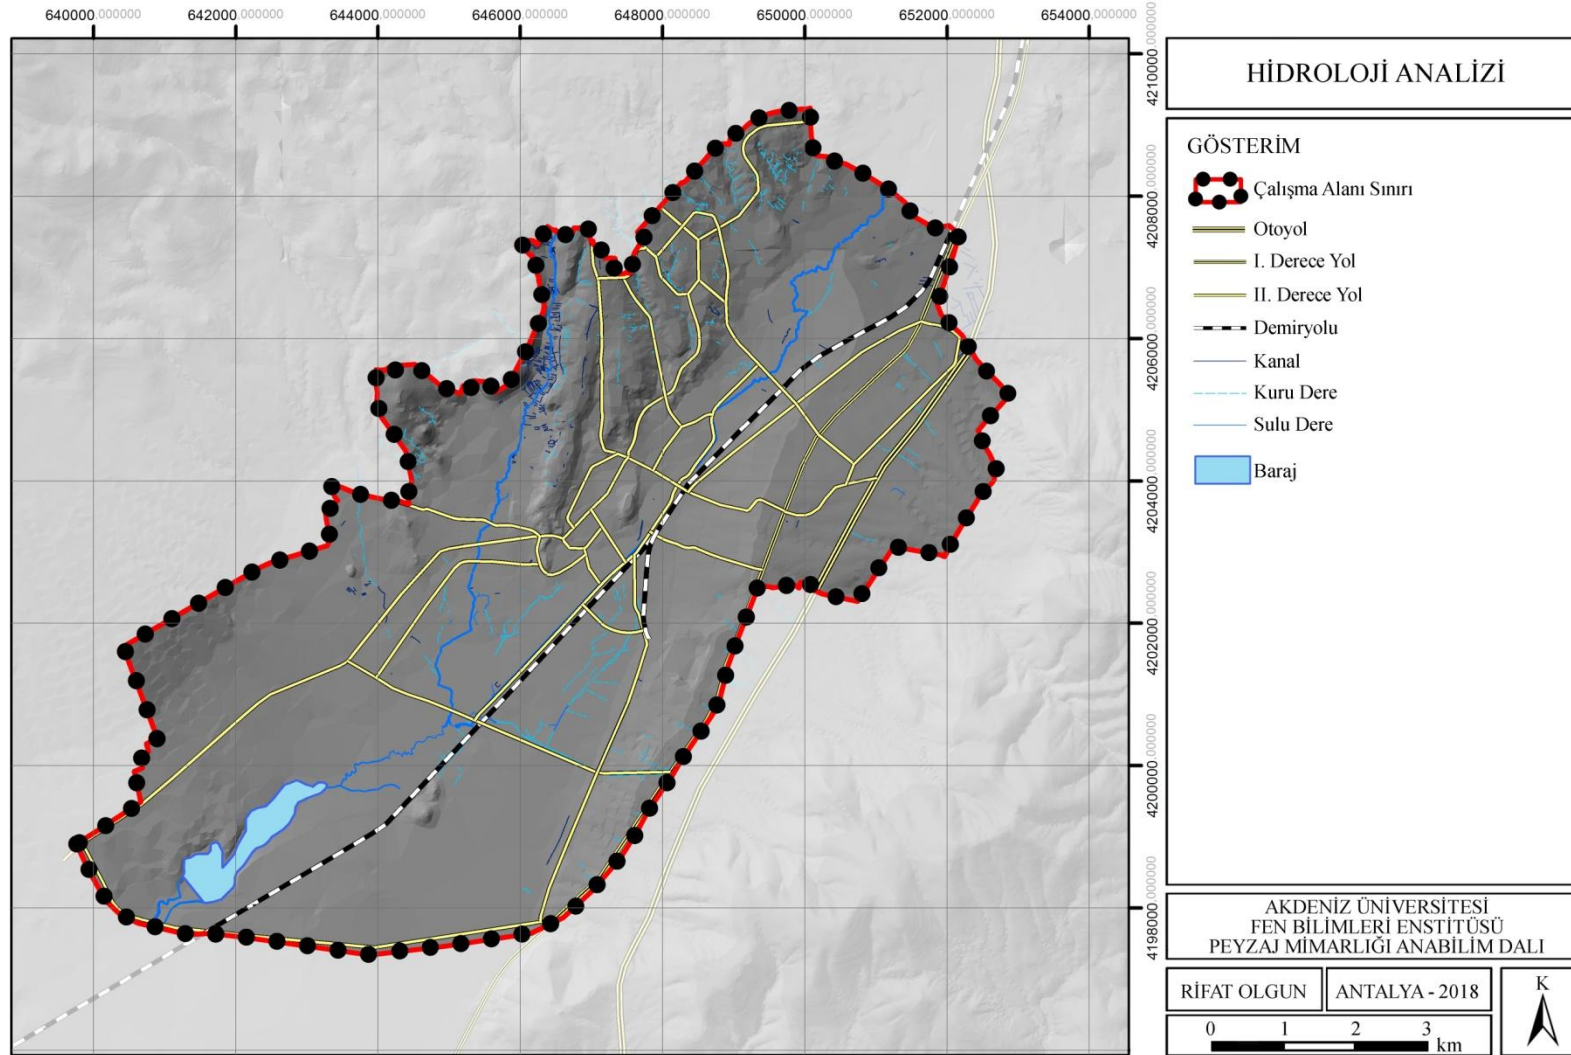 640000,000000 642000,000000 644000,000000 646000,000000 648000,000000 650000,000000 652000,000000 654000,000000
4210000,000000
4208000,000000
4206000,000000
4204000,000000
4202000,000000
4200000,000000
4198000,000000
HİDROLOJİ ANALİZİ
GÖSTERİM
Çalışma Alanı Sınırı
Otoyol
I. Derece Yol
II. Derece Yol
Demiryolu
Kanal
Kuru Dere
Sulu Dere
Baraj
AKDENİZ ÜNİVERSİTESİ
FEN BİLİMLERİ ENSTİTÜSÜ
PEYZAJ MİMARLIĞI ANABİLİM DALI
RİFAT OLGUN
ANTALYA - 2018
K
0 1 2 3
km